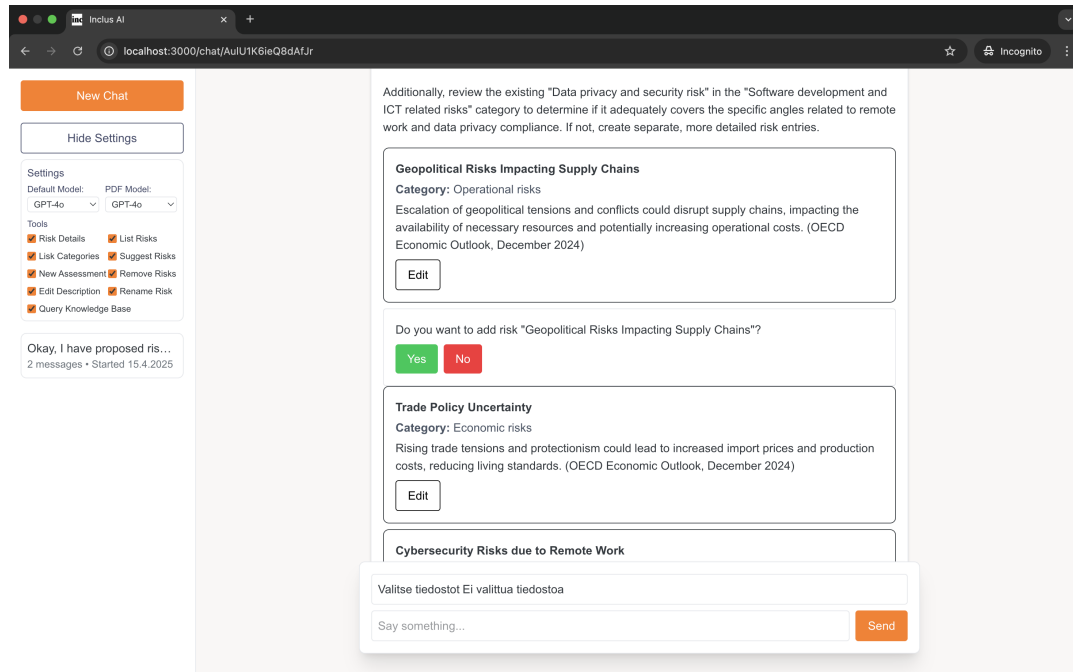 inc Inclus AI
localhost:3000/chat/AulU1K6ieQ8dAfJr
Incognito
New Chat
Hide Settings
Settings
Default Model: PDF Model:
GPT-4o GPT-4o
Tools
Risk Details List Risks
Lisk Categories Suggest Risks
New Assessment Remove Risks
Edit Description Rename Risk
Query Knowledge Base
Okay, I have proposed ris...
2 messages • Started 15.4.2025
Additionally, review the existing "Data privacy and security risk" in the "Software development and
ICT related risks" category to determine if it adequately covers the specific angles related to remote
work and data privacy compliance. If not, create separate, more detailed risk entries.
Geopolitical Risks Impacting Supply Chains
Category: Operational risks
Escalation of geopolitical tensions and conflicts could disrupt supply chains, impacting the
availability of necessary resources and potentially increasing operational costs. (OECD
Economic Outlook, December 2024)
Edit
Do you want to add risk "Geopolitical Risks Impacting Supply Chains"?
Yes No
Trade Policy Uncertainty
Category: Economic risks
Rising trade tensions and protectionism could lead to increased import prices and production
costs, reducing living standards. (OECD Economic Outlook, December 2024)
Edit
Cybersecurity Risks due to Remote Work
Valitse tiedostot Ei valittua tiedostoa
Say something...
Send